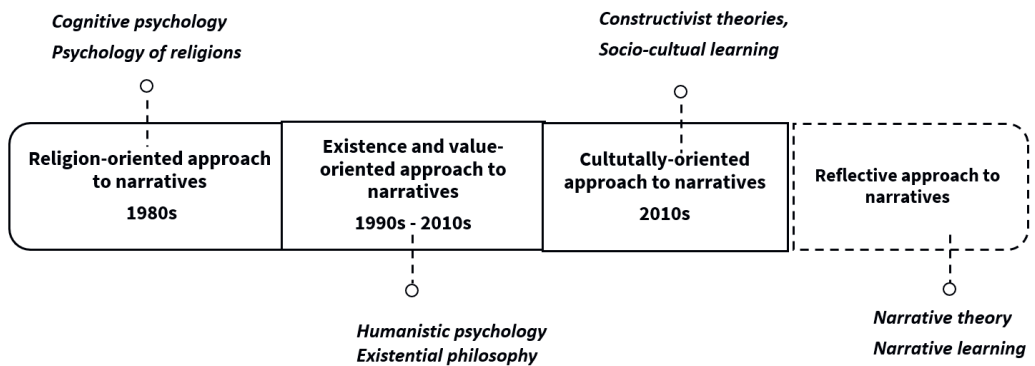 Cognitive psychology
Psychology of religions
Constructivist theories,
Socio-cultual learning
Religion-oriented approach
to narratives
1980s
Existence and value-
oriented approach to
narratives
1990s - 2010s
Cultutally-oriented
approach to narratives
2010s
Reflective approach to
narratives
Humanistic psychology
Existential philosophy
Narrative theory
Narrative learning